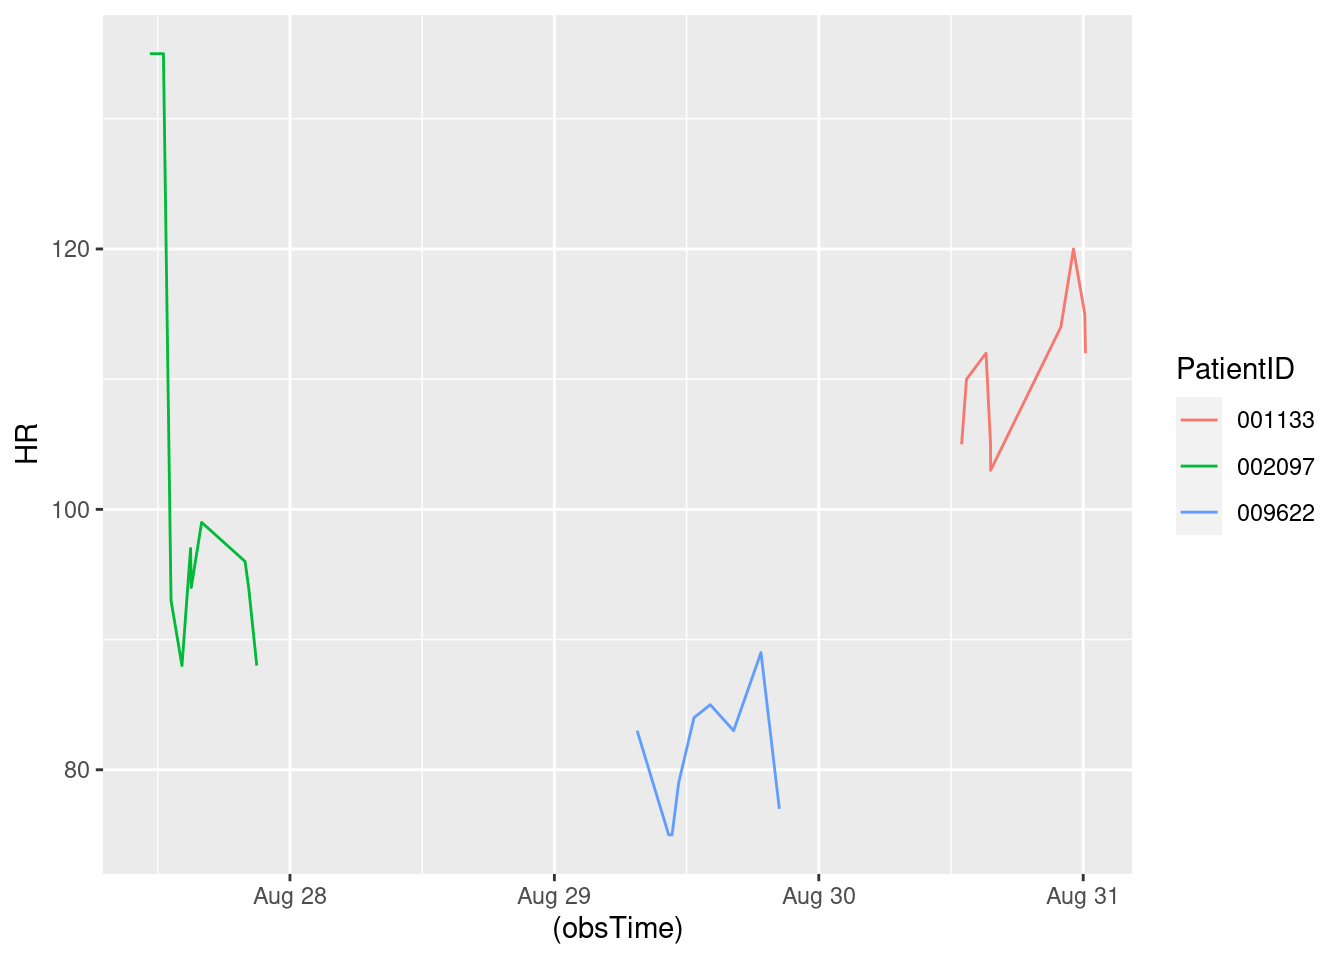 HR
120
100
80
Aug 28
Aug 29
Aug 30
Aug 31
(obsTime)
PatientID
001133
002097
009622